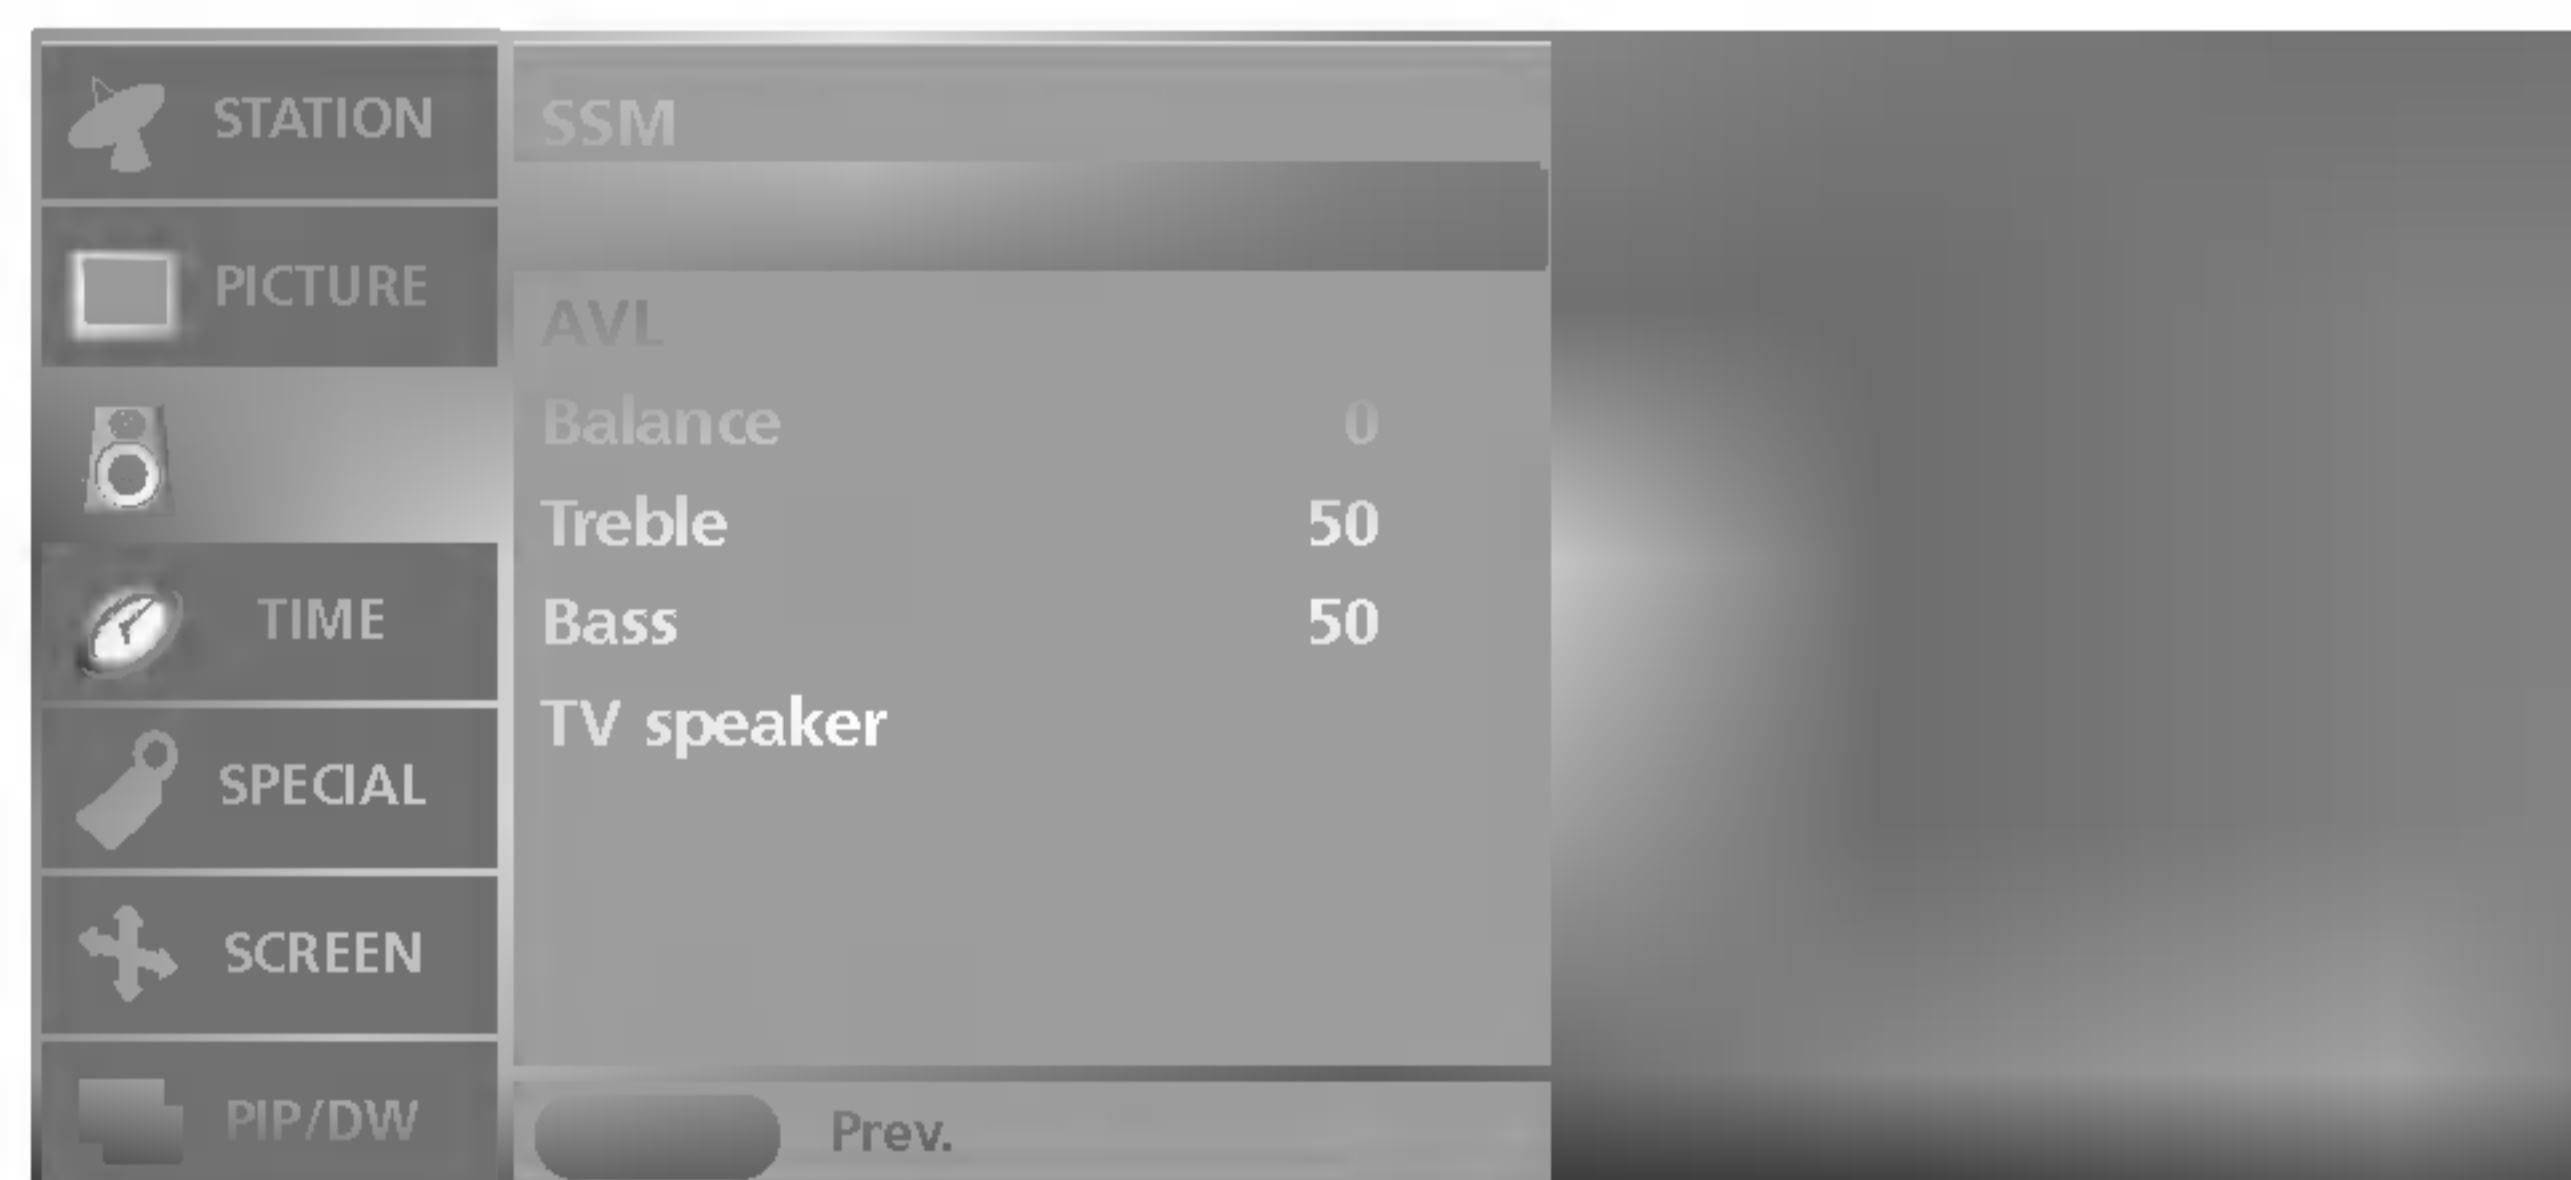 STATION
PICTURE
TIME
SPECIAL
SCREEN
PIP/DW
SSM
AVL
Balance 0
Treble 50
Bass 50
TV speaker
Prev.